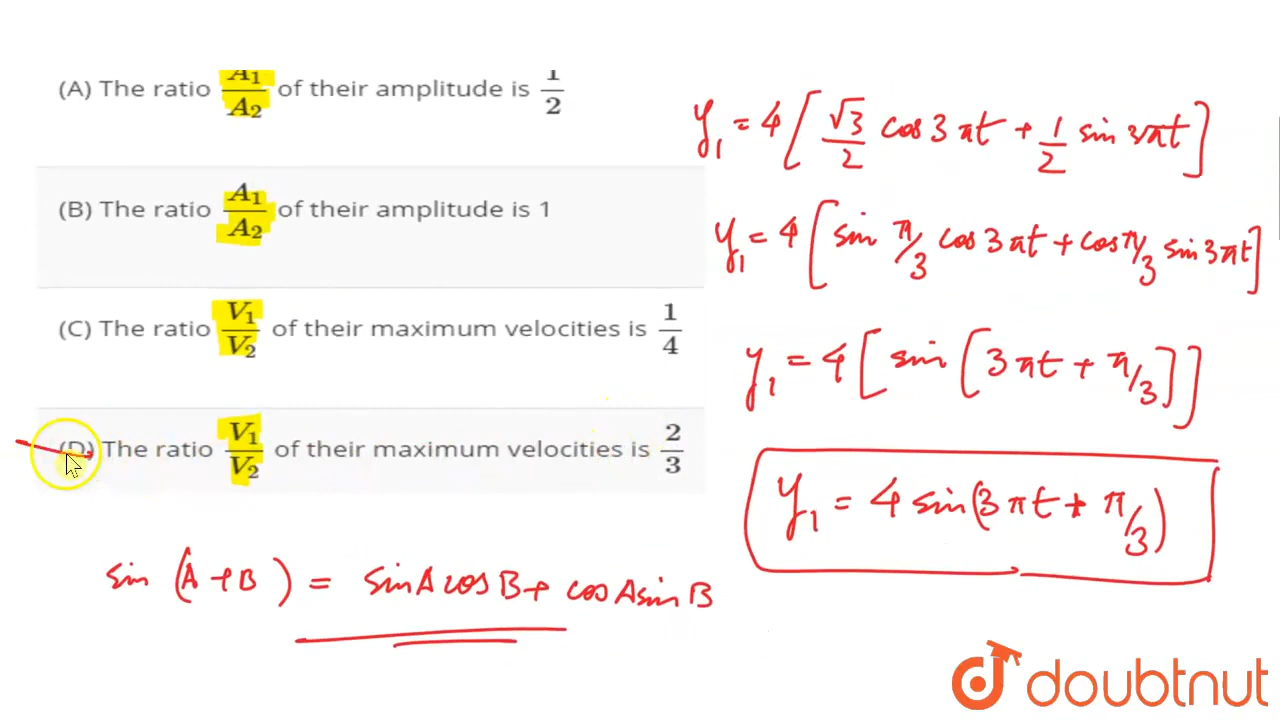 (A) The ratio A₁/A₂ of their amplitude is 1/2
(B) The ratio A₁/A₂ of their amplitude is 1
(C) The ratio V₁/V₂ of their maximum velocities is 1/4
(D) The ratio V₁/V₂ of their maximum velocities is 2/3
sin (A+B) = sinA cosB + cosA sinB
y₁ = 4[√3/2 cos 3πt + 1/2 sin 3πt]
y₁ = 4[sin π/3 cos 3πt + cos π/3 sin 3πt]
y₁ = 4[sin [3πt + π/3]]
y₁ = 4 sin(3πt + π/3)
doubtnut